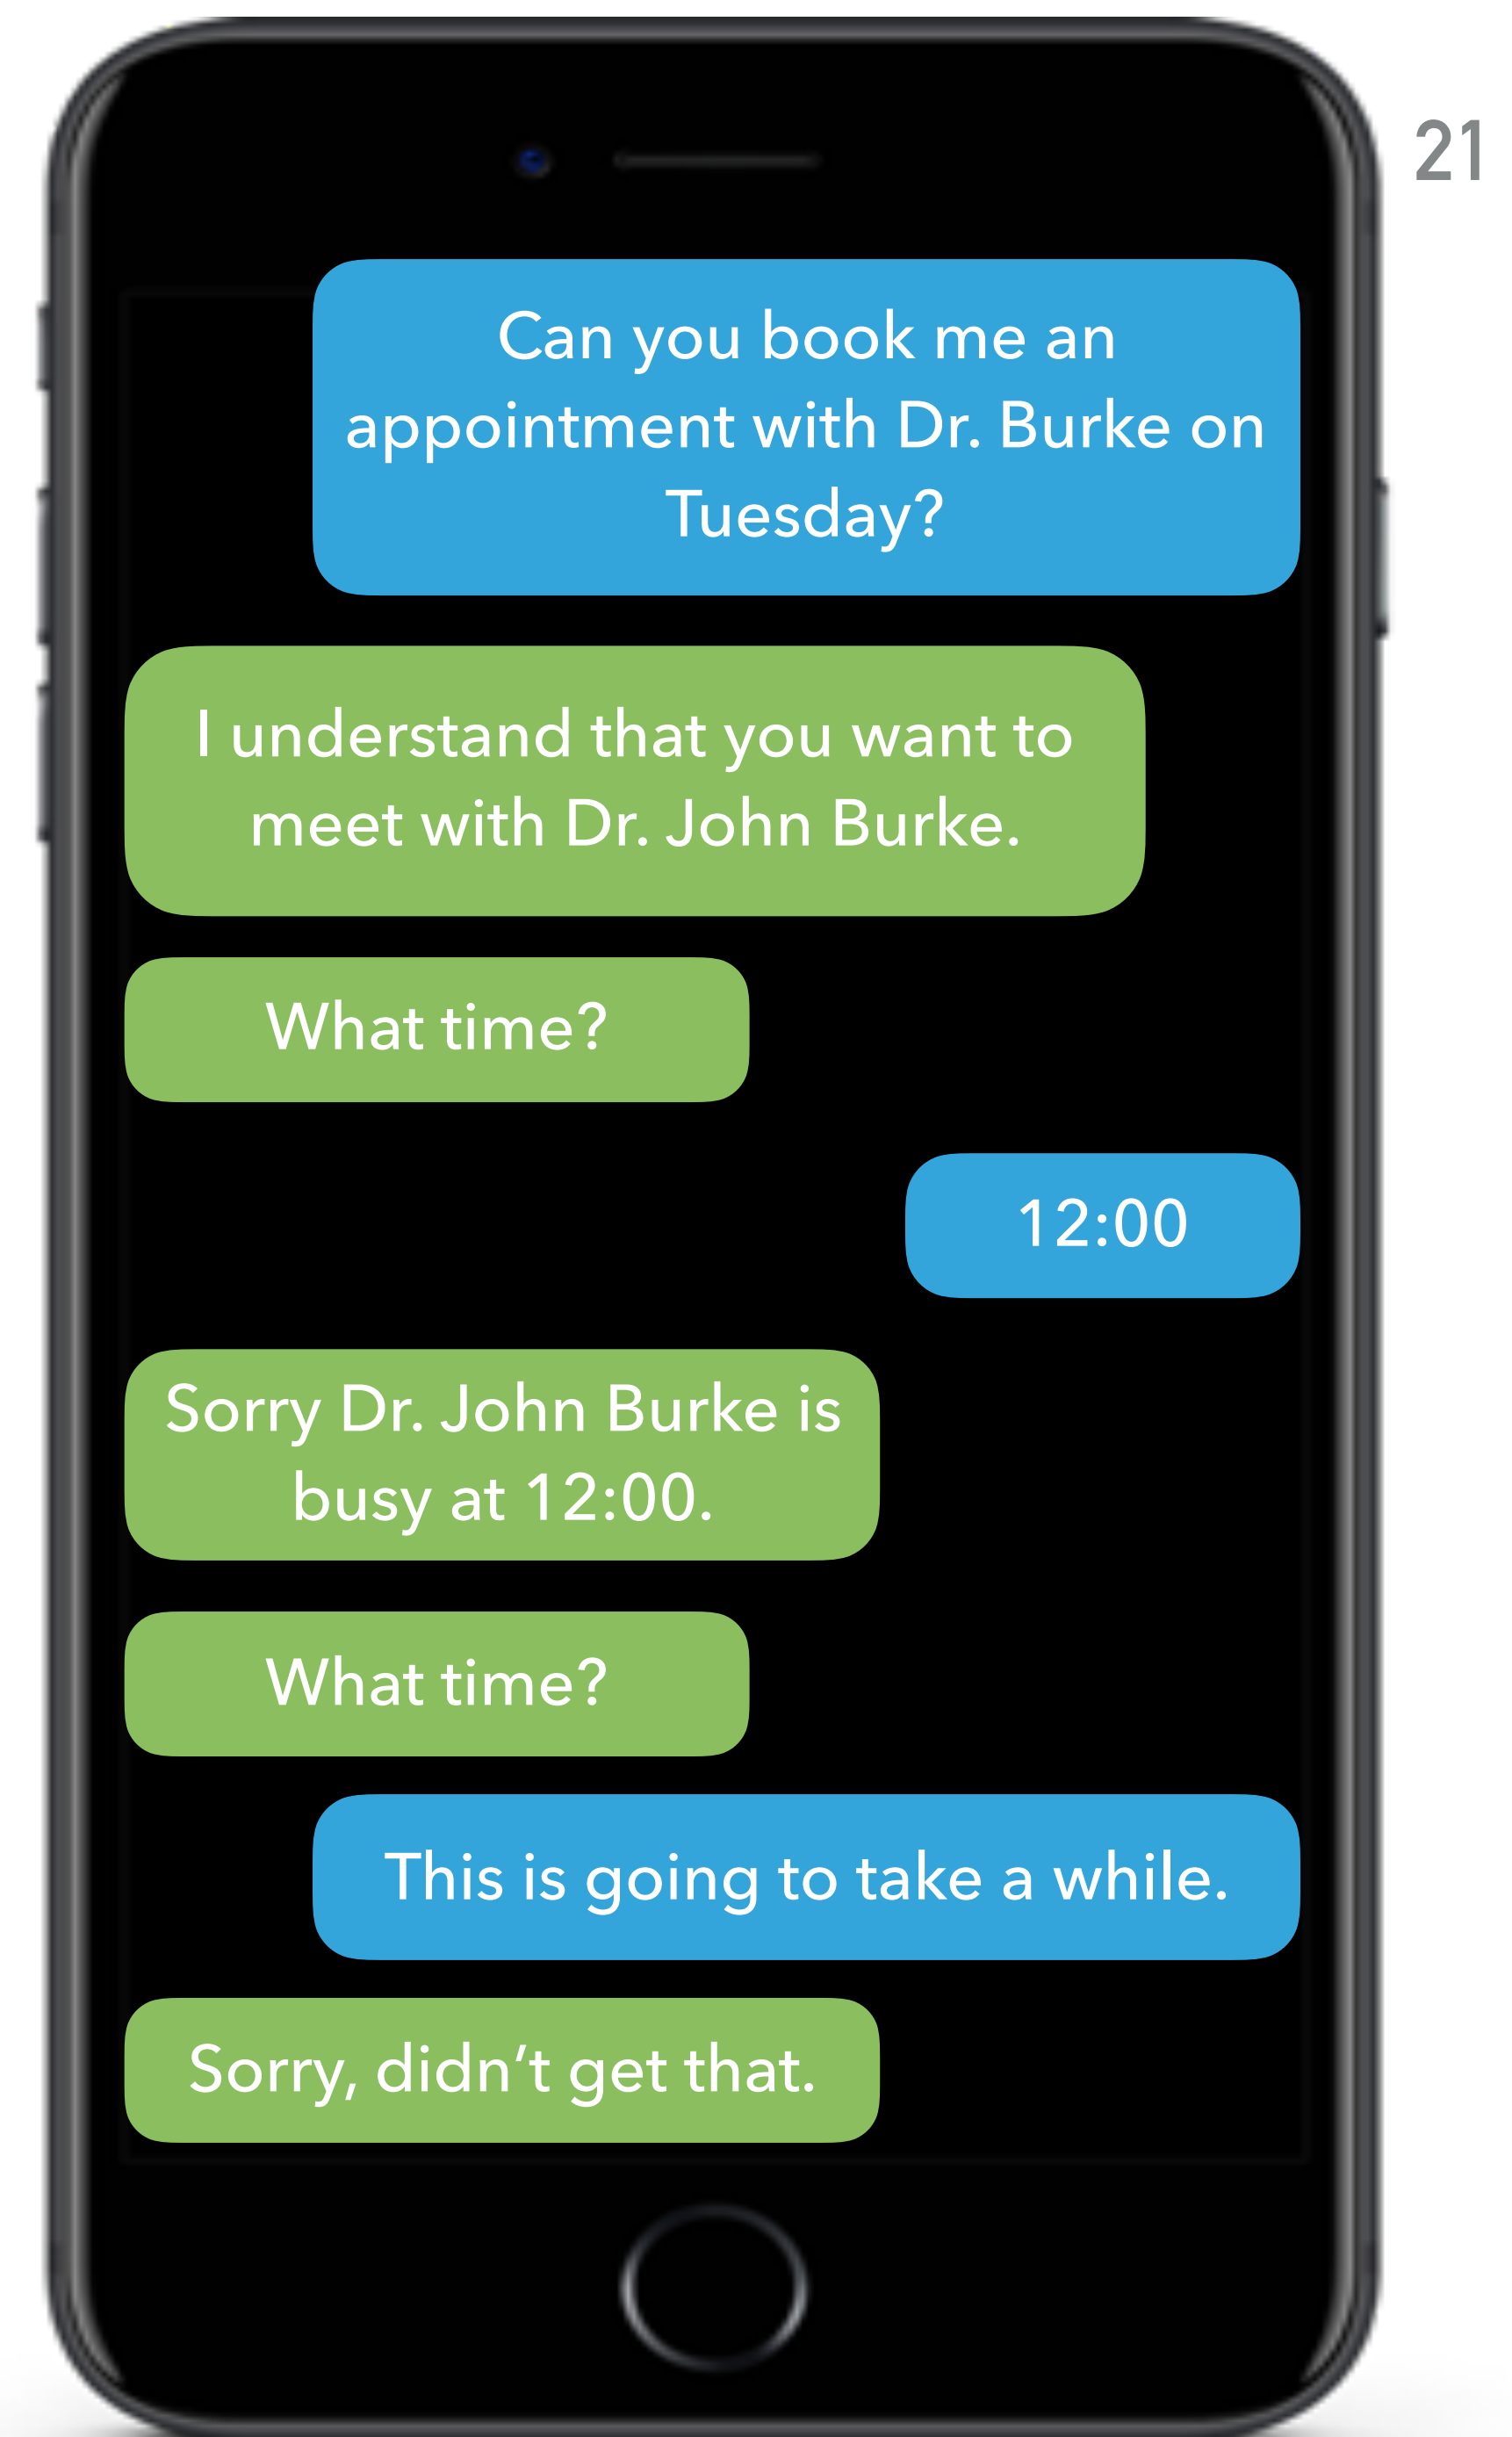 21
Can you book me an
appointment with Dr. Burke on
Tuesday?
I understand that you want to
meet with Dr. John Burke.
What time?
12:00
Sorry Dr. John Burke is
busy at 12:00.
What time?
This is going to take a while.
Sorry, didn't get that.